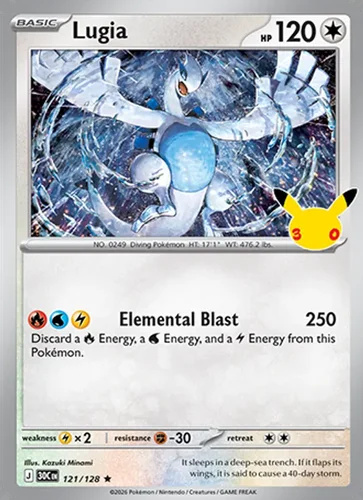 BASIC
Lugia
HP 120
NO. 0249 Diving Pokémon HT: 17'1" WT: 476.2 lbs.
30
Elemental Blast 250
Discard a Energy, a Energy, and a Energy from this
Pokémon.
weakness ×2 resistance -30 retreat
Illus. Kazuki Minami
J 30C EN 121/128 ★
It sleeps in a deep-sea trench. If it flaps its
wings, it is said to cause a 40-day storm.
©2026 Pokémon / Nintendo / Creatures / GAME FREAK